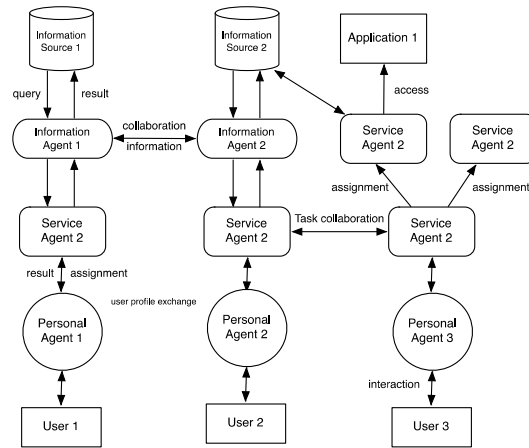 Information
Source 1
Information
Source 2
Application 1
query
result
access
collaboration
information
Information
Agent 1
Information
Agent 2
Service
Agent 2
Service
Agent 2
assignment
assignment
Service
Agent 2
Service
Agent 2
Task collaboration
Service
Agent 2
result
assignment
user profile exchange
Personal
Agent 1
Personal
Agent 2
Personal
Agent 3
interaction
User 1
User 2
User 3